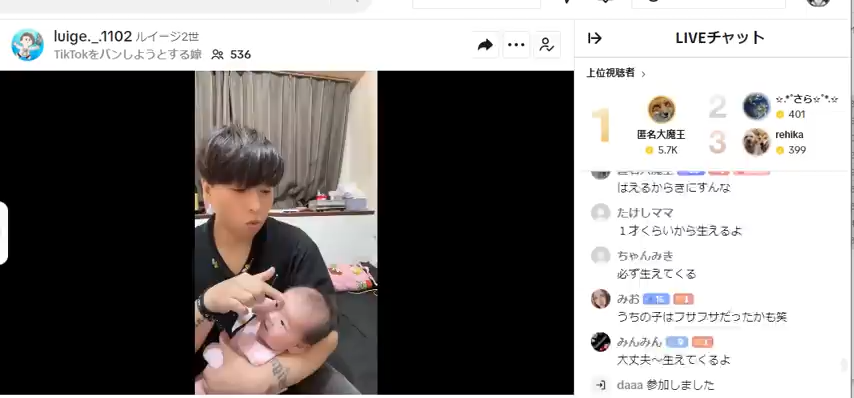 luige._.1102 ルイージ2世
TikTokをバンしようとする嫁 536
LIVEチャット
上位視聴者
1
匿名大魔王
5.7K
2
☆.*ﾞさら☆ﾞ*.☆
401
3
rehika
399
匿名大魔王
はえるからきにすんな
たけしママ
１才くらいから生えるよ
ちゃんみき
必ず生えてくる
みお
うちの子はフサフサだったかも笑
みんみん
大丈夫〜生えてくるよ
daaa 参加しました